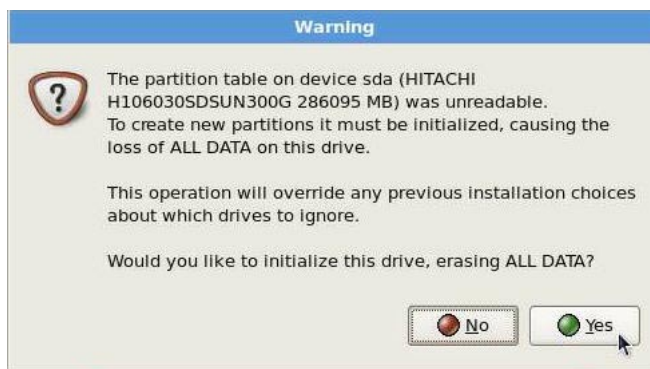 Warning
The partition table on device sda (HITACHI
H106030SDSUN300G 286095 MB) was unreadable.
To create new partitions it must be initialized, causing the
loss of ALL DATA on this drive.
This operation will override any previous installation choices
about which drives to ignore.
Would you like to initialize this drive, erasing ALL DATA?
No Yes